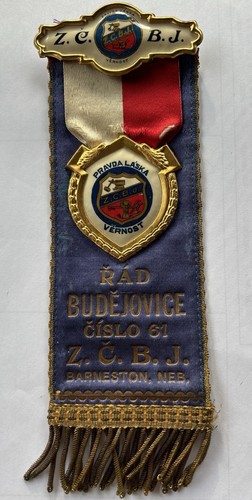 Z. Č. B. J.
Z.Č.B.J.
VĚRNOST
PRAVDA LÁSKA
Z.Č.B.J.
VĚRNOST
ŘÁD
BUDĚJOVICE
ČÍSLO 61
Z. Č. B. J.
BARNESTON, NEB.